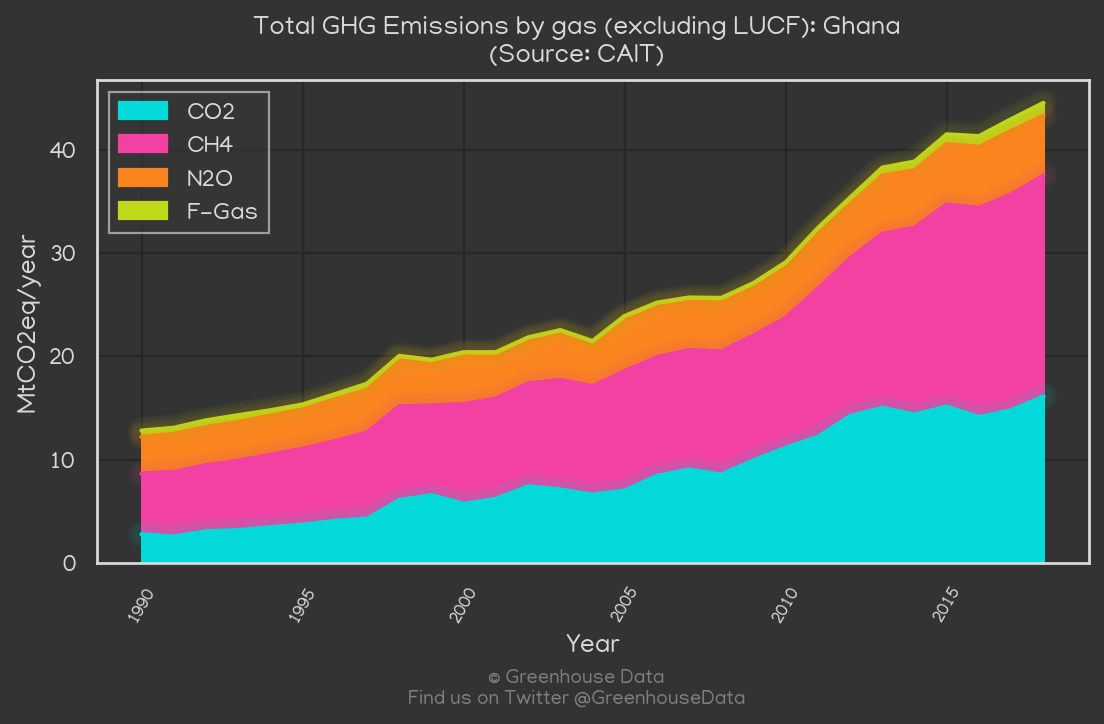 Total GHG Emissions by gas (excluding LUCF): Ghana
(Source: CAIT)
CO2
CH4
N2O
F-Gas
40
30
20
10
0
MtCO2eq/year
1990
1995
2000
2005
2010
2015
Year
© Greenhouse Data
Find us on Twitter @GreenhouseData